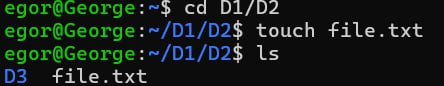 egor@George:~$ cd D1/D2
egor@George:~/D1/D2$ touch file.txt
egor@George:~/D1/D2$ ls
D3  file.txt